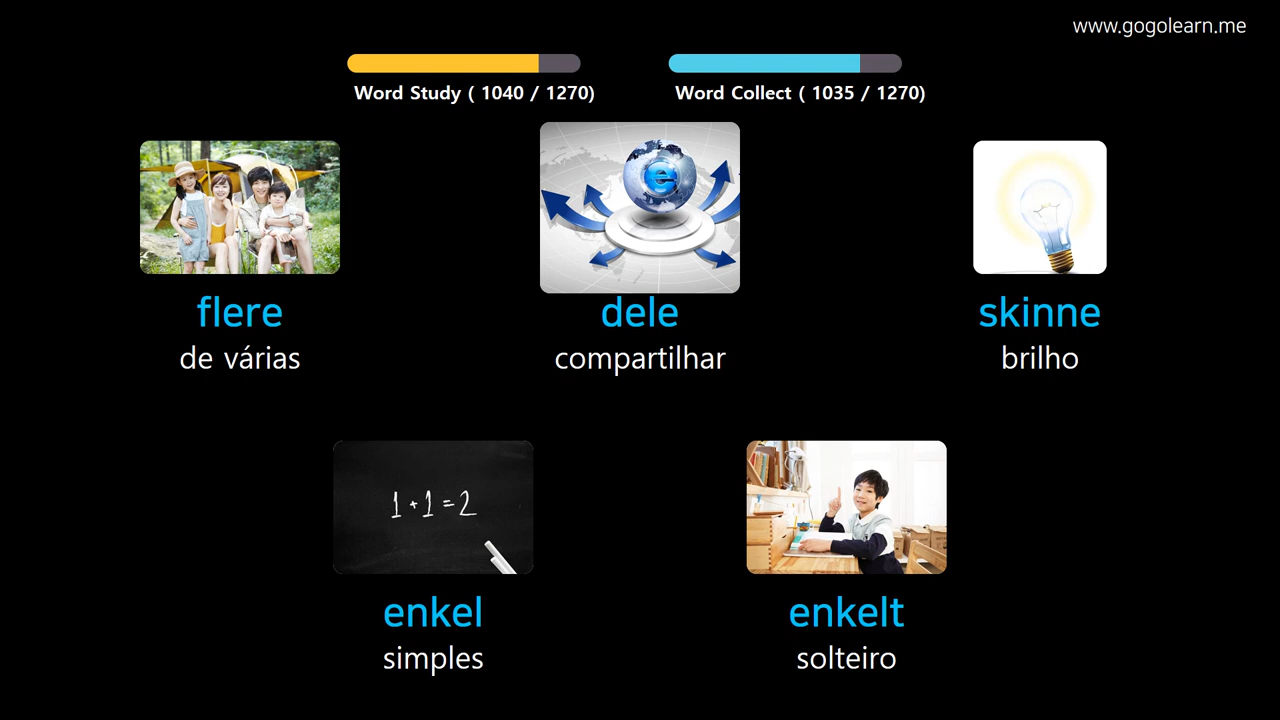 www.gogolearn.me
Word Study ( 1040 / 1270)
Word Collect ( 1035 / 1270)
e
flere
dele
skinne
de várias
compartilhar
brilho
1+1=2
enkel
enkelt
simples
solteiro